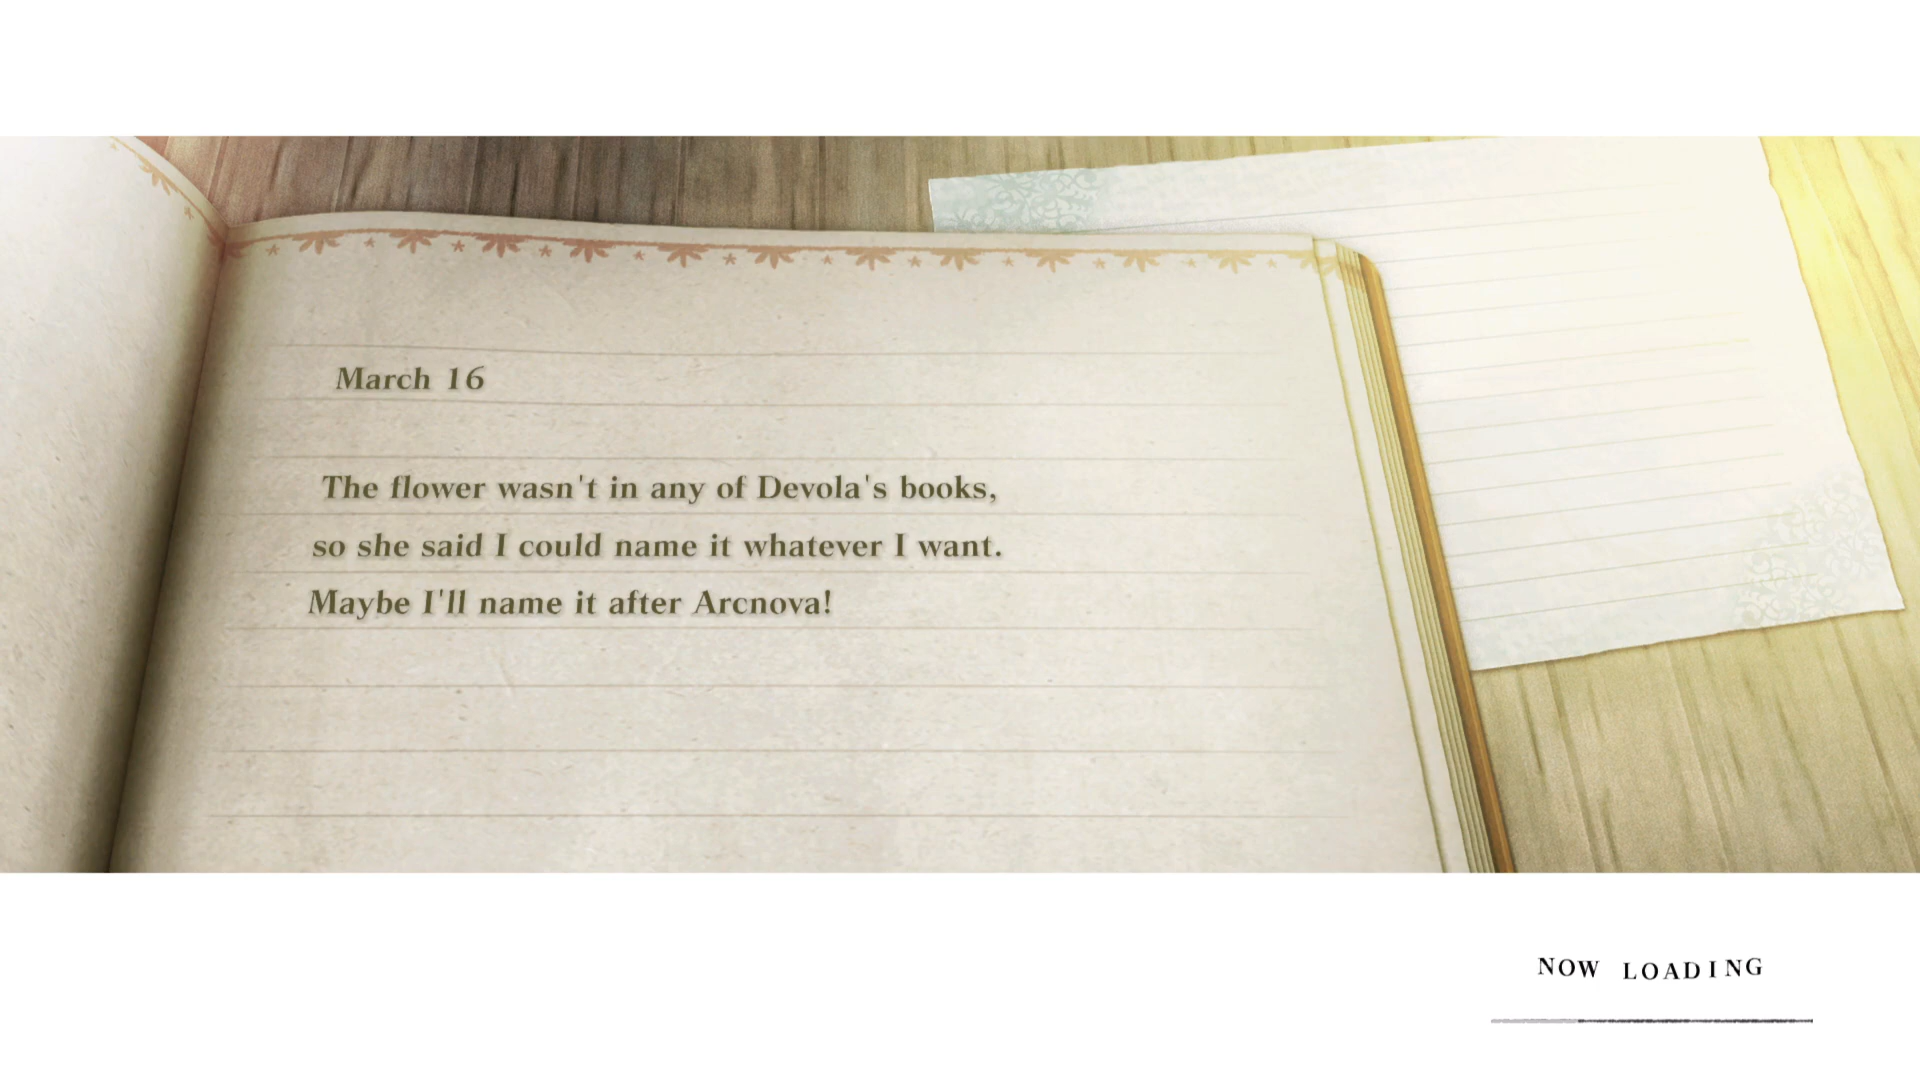 March 16
The flower wasn't in any of Devola's books,
so she said I could name it whatever I want.
Maybe I'll name it after Arcnova!
NOW LOADING